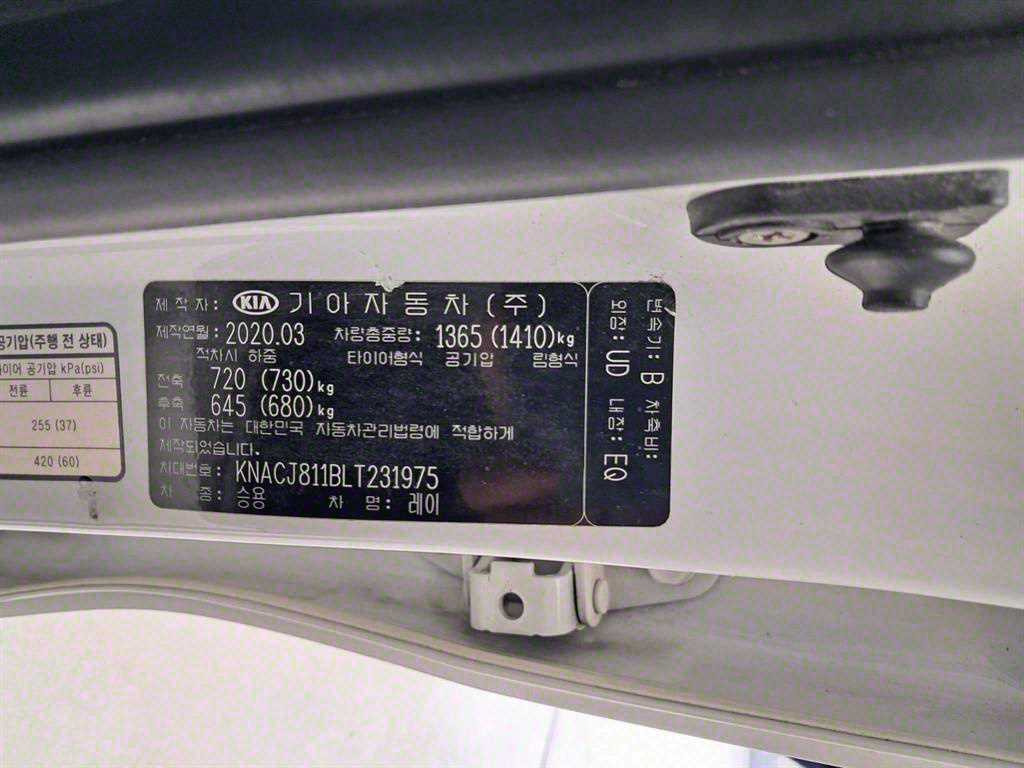 공기압(주행 전 상태)
타이어 공기압 kPa(psi)
전륜 후륜
255 (37)
420 (60)
제 작 자: KIA 기아자동차(주)
제작연월: 2020.03 차량총중량: 1365 (1410)kg
적차시 하중 타이어형식 공기압 림형식
전축 720 (730)kg
후축 645 (680)kg
이 자동차는 대한민국 자동차관리법령에 적합하게
제작되었습니다.
차대번호: KNACJ811BLT231975
차 종: 승용 차 명: 레이
변속기: B 차축비:
외장: UD 내장: EQ